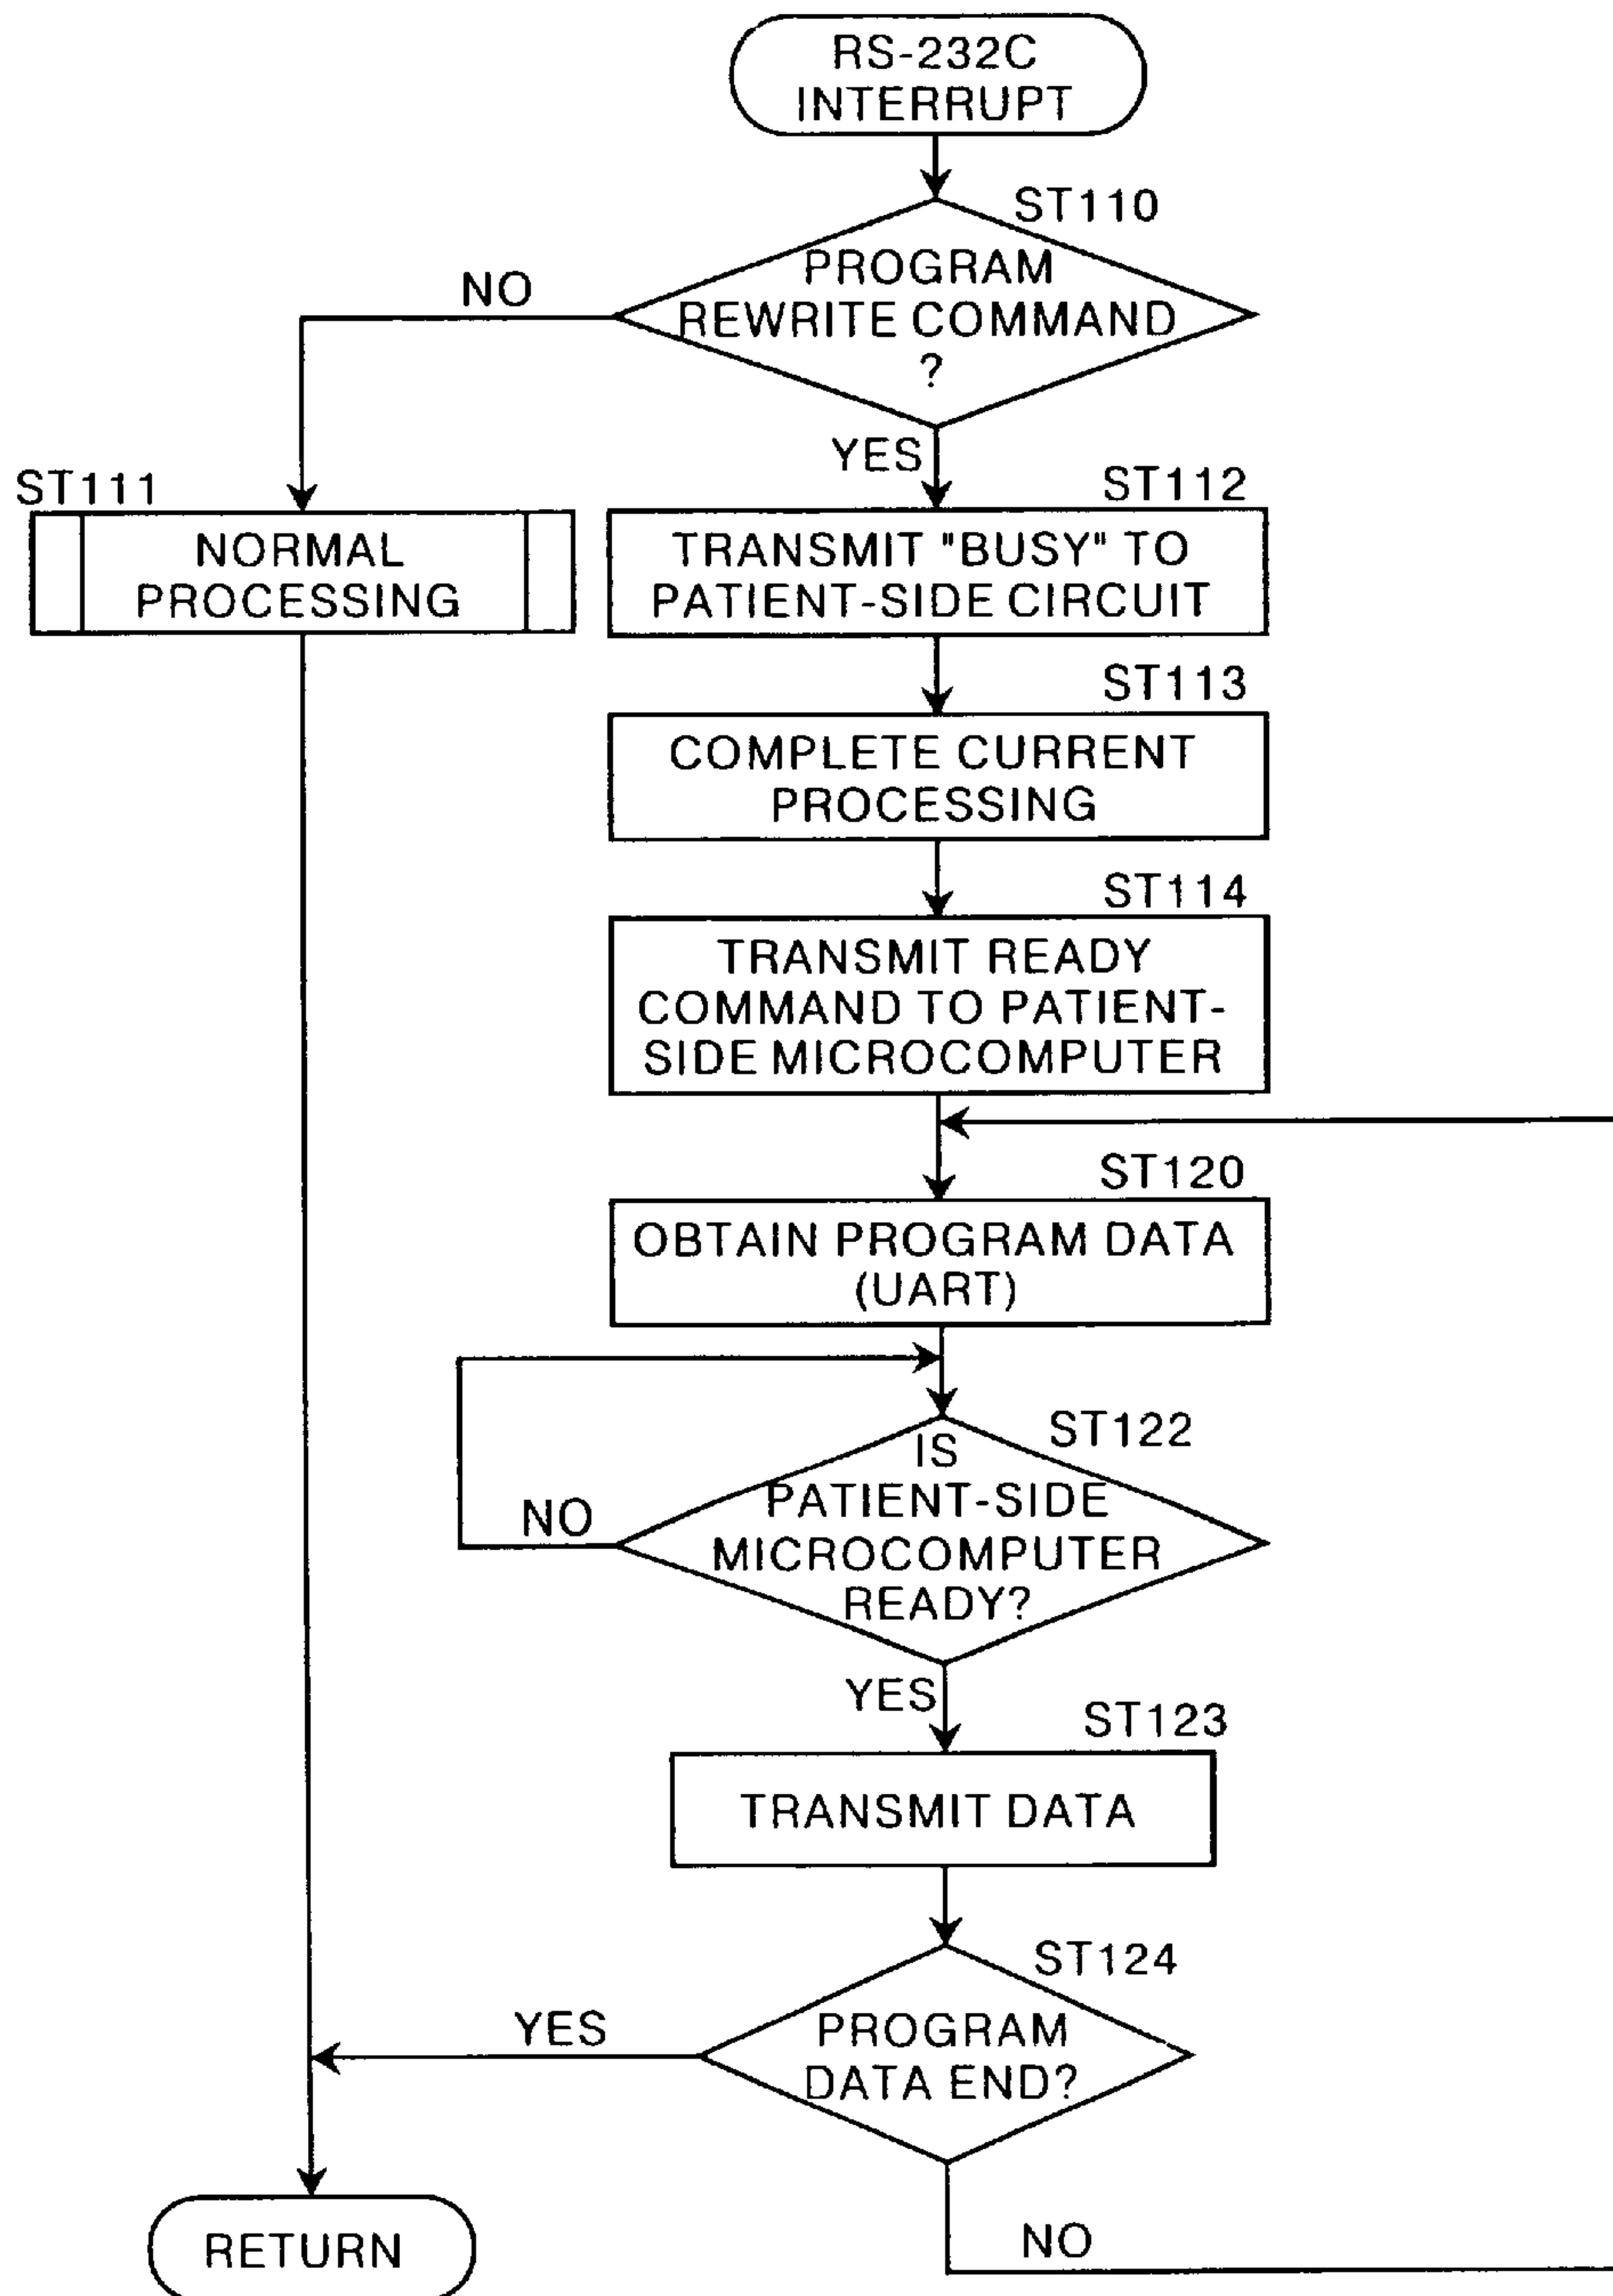 RS-232C
INTERRUPT
ST110
PROGRAM
REWRITE COMMAND
?
NO
YES
ST111
NORMAL
PROCESSING
ST112
TRANSMIT "BUSY" TO
PATIENT-SIDE CIRCUIT
ST113
COMPLETE CURRENT
PROCESSING
ST114
TRANSMIT READY
COMMAND TO PATIENT-
SIDE MICROCOMPUTER
ST120
OBTAIN PROGRAM DATA
(UART)
ST122
IS
PATIENT-SIDE
MICROCOMPUTER
READY?
NO
YES
ST123
TRANSMIT DATA
ST124
PROGRAM
DATA END?
YES
NO
RETURN